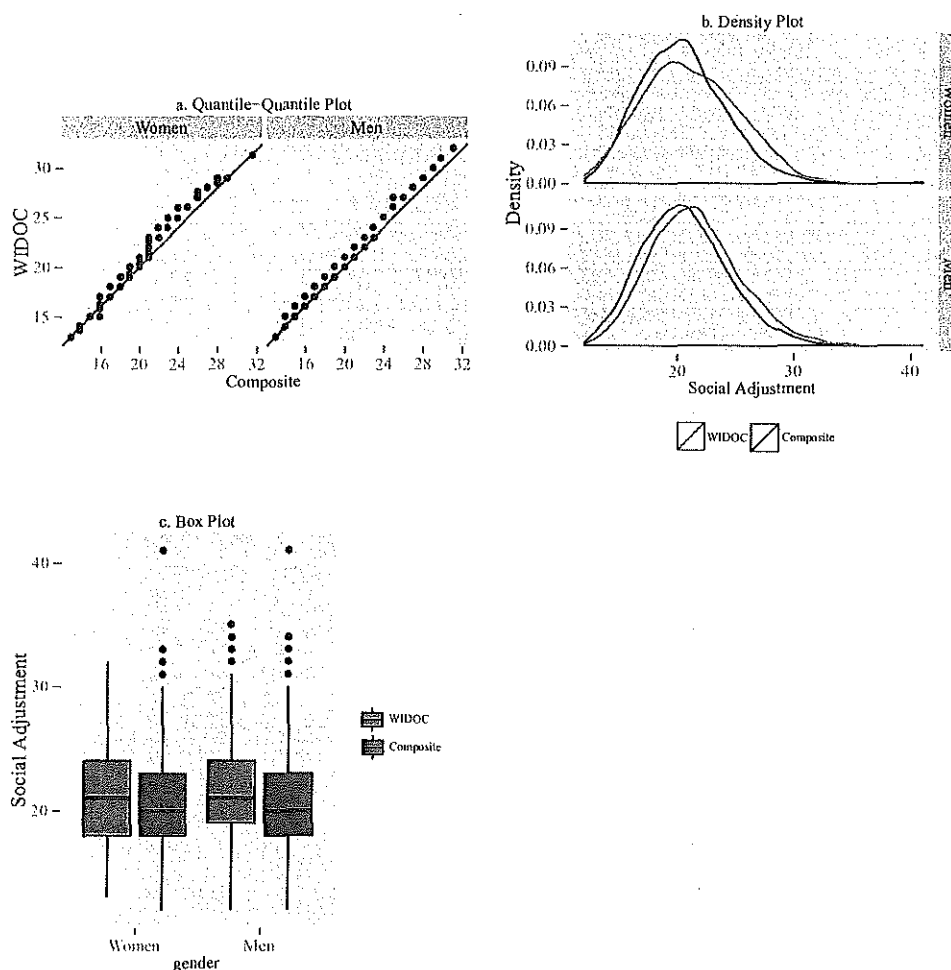 a. Quantile-Quantile Plot
Women
Men
WIDOC
30
25
20
15
16 20 24 28 32 16 20 24 28 32
Composite
b. Density Plot
Density
0.09
0.06
0.03
0.00
Women
0.09
0.06
0.03
0.00
Men
20 30 40
Social Adjustment
WIDOC Composite
c. Box Plot
Social Adjustment
40
30
20
WIDOC
Composite
Women Men
gender